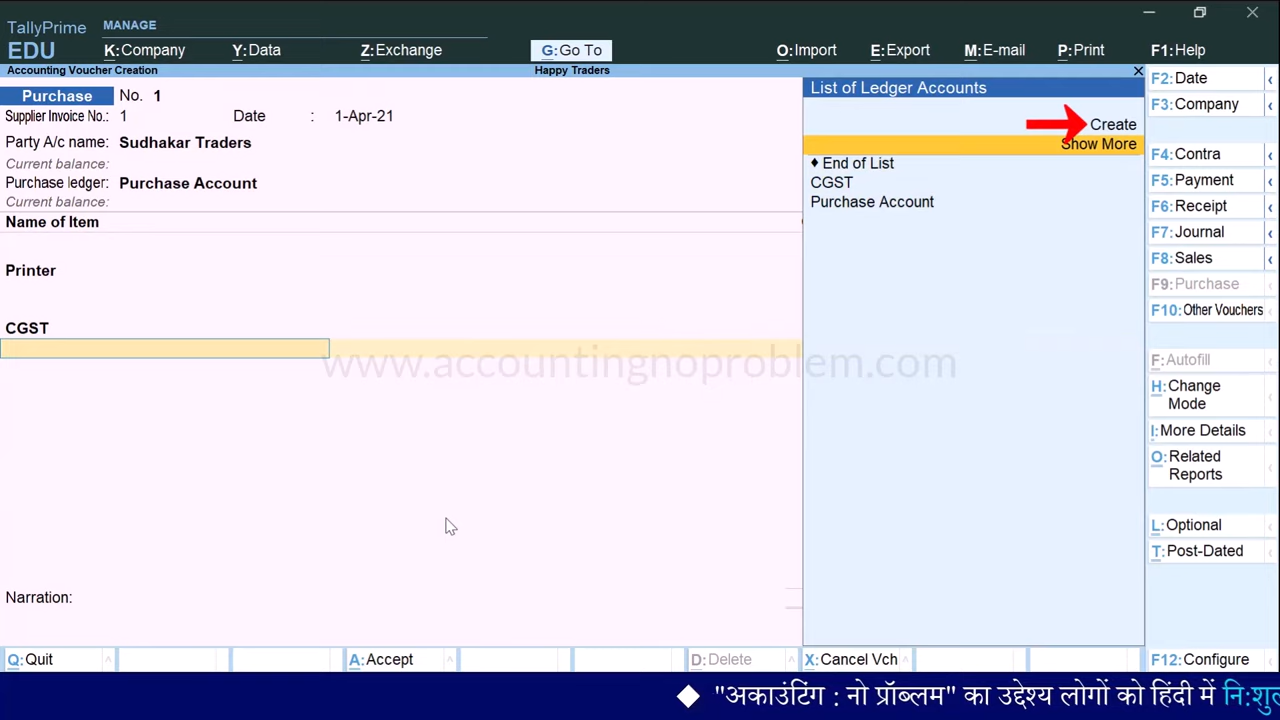 TallyPrime
MANAGE
EDU
K:Company
Y:Data
Z:Exchange
G:Go To
O:Import
E:Export
M:E-mail
P:Print
F1:Help
Accounting Voucher Creation
Happy Traders
Purchase No. 1
Supplier Invoice No.: 1 Date : 1-Apr-21
Party A/c name: Sudhakar Traders
Current balance:
Purchase ledger: Purchase Account
Current balance:
Name of Item
Printer
CGST
Narration:
List of Ledger Accounts
Create
Show More
♦ End of List
CGST
Purchase Account
www.accountingnoproblem.com
F2:Date
F3:Company
F4:Contra
F5:Payment
F6:Receipt
F7:Journal
F8:Sales
F9:Purchase
F10:Other Vouchers
F:Autofill
H:Change
Mode
I:More Details
O:Related
Reports
L:Optional
T:Post-Dated
Q:Quit
A:Accept
D:Delete
X:Cancel Vch
F12:Configure
◆ "अकाउंटिंग : नो प्रॉब्लम" का उद्देश्य लोगों को हिंदी में